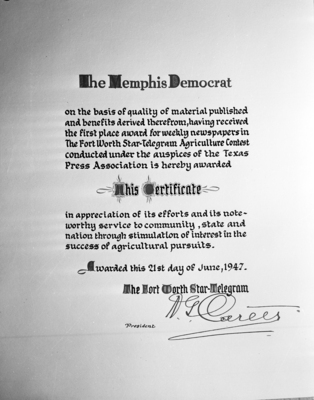 The Memphis Democrat
on the basis of quality of material published
and benefits derived therefrom, having received
the first place award for weekly newspapers in
The Fort Worth Star-Telegram Agriculture Contest
conducted under the auspices of the Texas
Press Association is hereby awarded
This Certificate
in appreciation of its efforts and its note-
worthy service to community, state and
nation through stimulation of interest in the
success of agricultural pursuits.
Awarded this 21st day of June, 1947.
The Fort Worth Star-Telegram
President